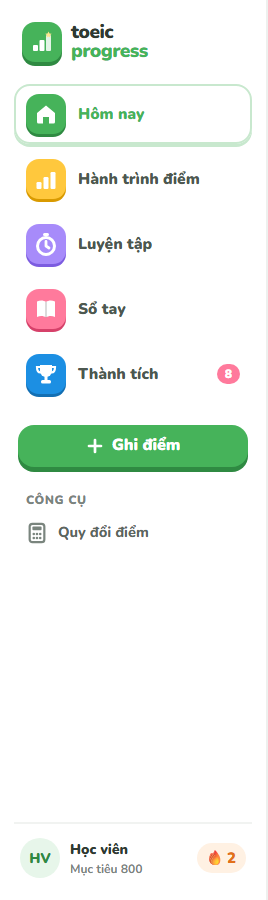 toeic
progress
Hôm nay
Hành trình điểm
Luyện tập
Sổ tay
Thành tích 8
Ghi điểm
CÔNG CỤ
Quy đổi điểm
HV
Học viên
Mục tiêu 800
2